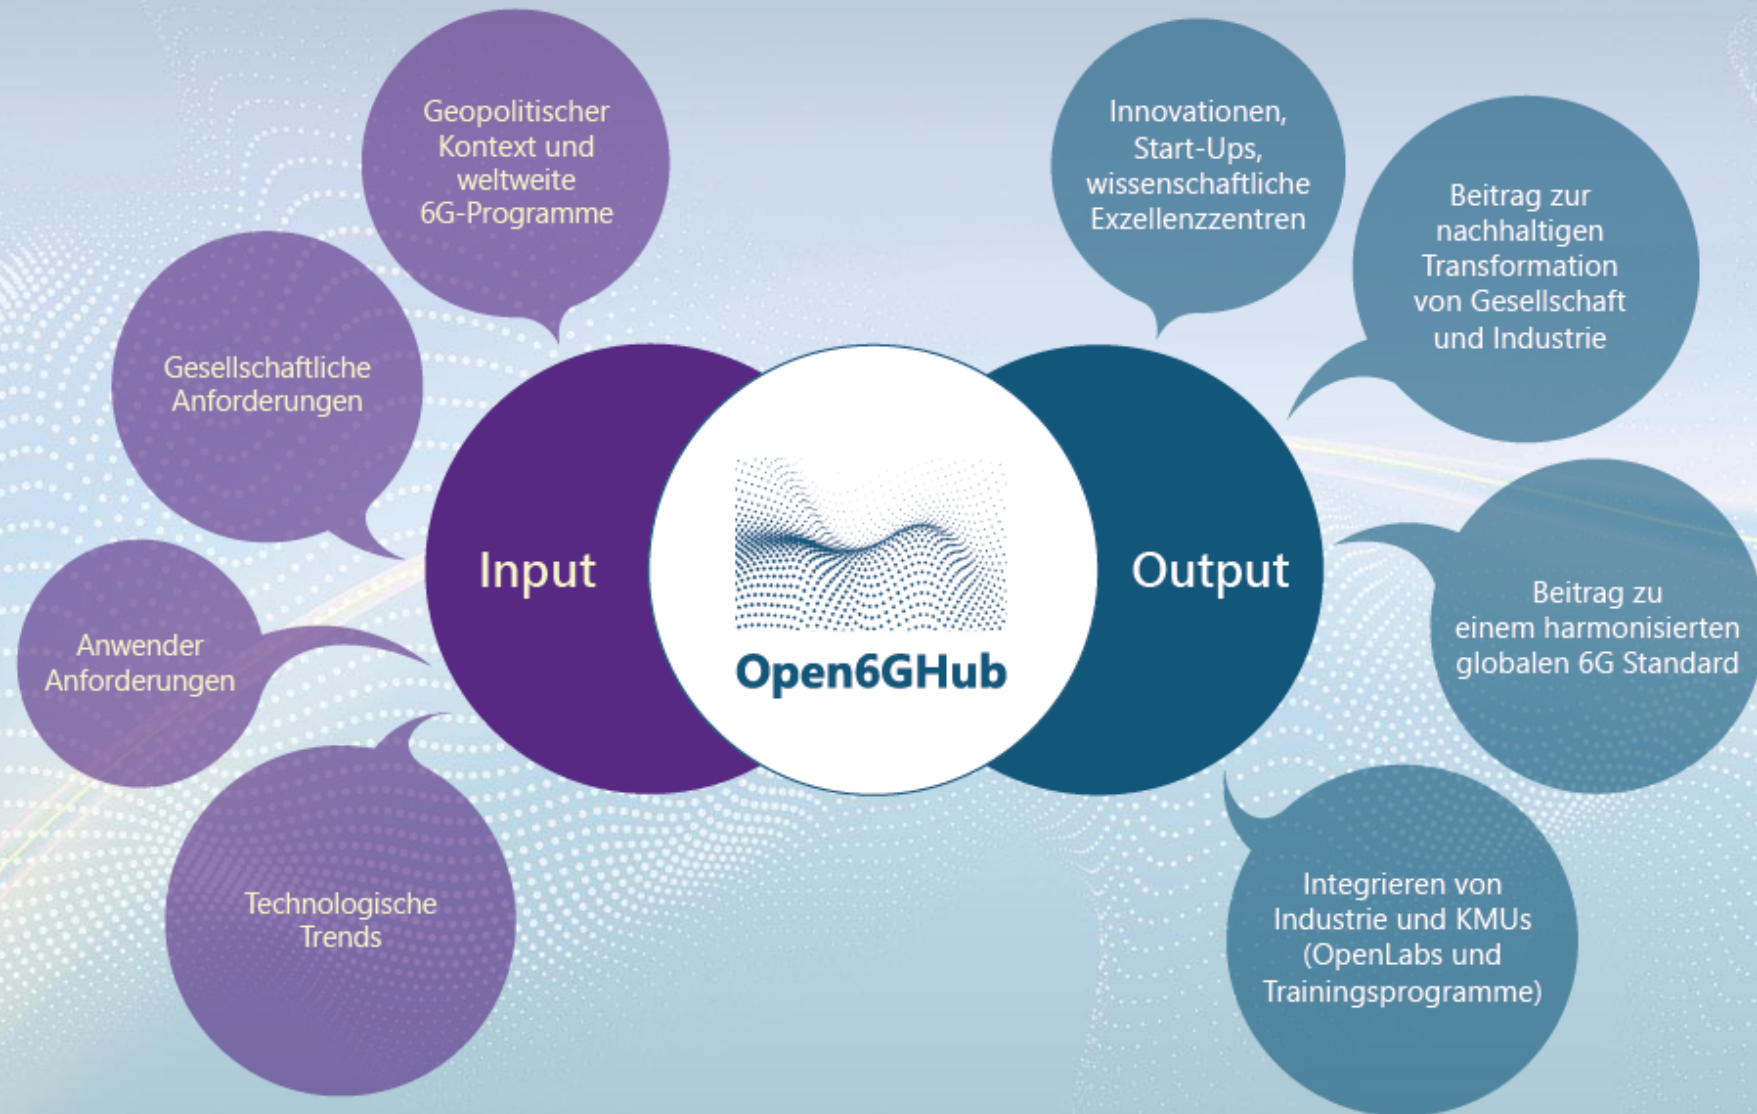 Geopolitischer
Kontext und
weltweite
6G-Programme
Gesellschaftliche
Anforderungen
Anwender
Anforderungen
Technologische
Trends
Input
Open6GHub
Output
Innovationen,
Start-Ups,
wissenschaftliche
Exzellenzzentren
Beitrag zur
nachhaltigen
Transformation
von Gesellschaft
und Industrie
Beitrag zu
einem harmonisierten
globalen 6G Standard
Integrieren von
Industrie und KMUs
(OpenLabs und
Trainingsprogramme)